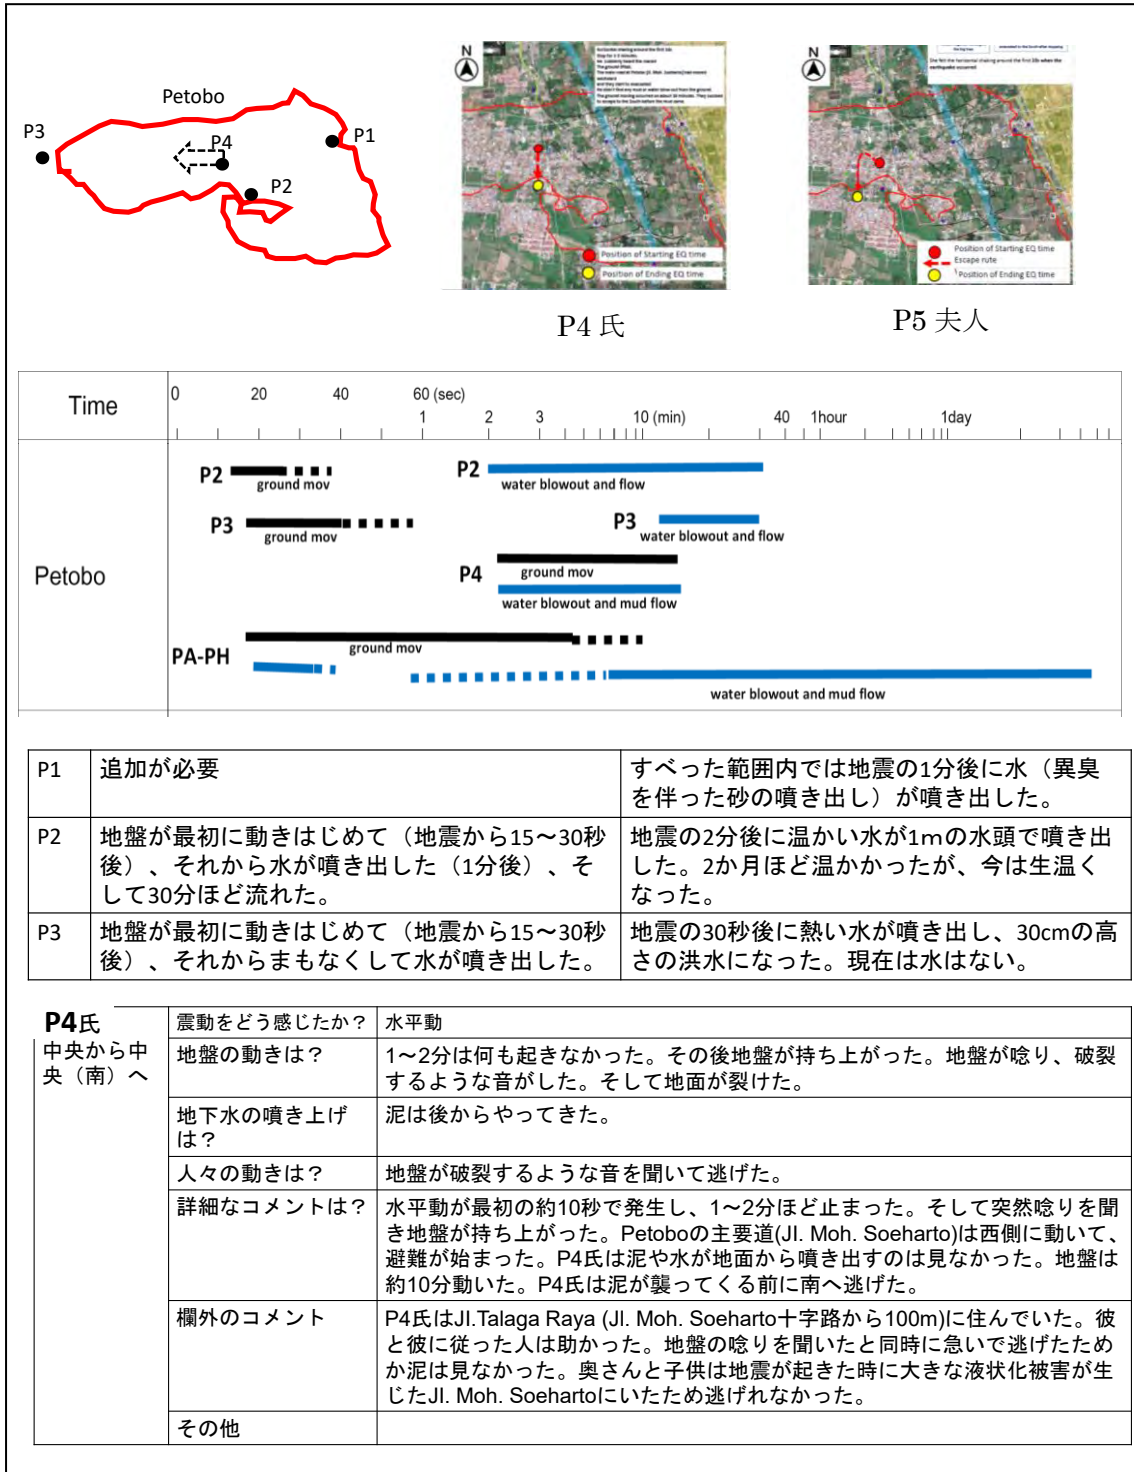 Petobo
P3
P4
P1
P2
N
horizontal shaking around the first 10s
Stop for 1-2 minutes
The ground lifted.
and they start to evacuated
Position of Starting EQ time
Position of Ending EQ time
P4 氏
N
She felt the horizontal shaking around the first 10s when the
earthquake occurred
Position of Starting EQ time
Escape rute
Position of Ending EQ time
P5 夫人
Time
0 20 40 60 (sec)
1 2 3 10 (min) 40 1hour 1day
Petobo
P2
ground mov
P2
water blowout and flow
P3
ground mov
P3
water blowout and flow
P4
ground mov
water blowout and mud flow
PA-PH
ground mov
water blowout and mud flow
P1
追加が必要
すべった範囲内では地震の1分後に水（異臭
を伴った砂の噴き出し）が噴き出した。
P2
地盤が最初に動きはじめて（地震から15～30秒
後）、それから水が噴き出した（1分後）、そ
して30分ほど流れた。
地震の2分後に温かい水が1mの水頭で噴き出
した。2か月ほど温かかったが、今は生温く
なった。
P3
地盤が最初に動きはじめて（地震から15～30秒
後）、それからまもなくして水が噴き出した。
地震の30秒後に熱い水が噴き出し、30cmの高
さの洪水になった。現在は水はない。
P4氏
中央から中
央（南）へ
震動をどう感じたか？
水平動
地盤の動きは？
1～2分は何も起きなかった。その後地盤が持ち上がった。地盤が唸り、破裂
するような音がした。そして地面が裂けた。
地下水の噴き上げ
は？
泥は後からやってきた。
人々の動きは？
地盤が破裂するような音を聞いて逃げた。
詳細なコメントは？
水平動が最初の約10秒で発生し、1～2分ほど止まった。そして突然唸りを聞
き地盤が持ち上がった。Petoboの主要道(Jl. Moh. Soeharto)は西側に動いて、
避難が始まった。P4氏は泥や水が地面から噴き出すのは見なかった。地盤は
約10分動いた。P4氏は泥が襲ってくる前に南へ逃げた。
欄外のコメント
P4氏はJl.Talaga Raya (Jl. Moh. Soeharto十字路から100m)に住んでいた。彼
と彼に従った人は助かった。地盤の唸りを聞いたと同時に急いで逃げたため
か泥は見なかった。奥さんと子供は地震が起きた時に大きな液状化被害が生
じたJl. Moh. Soehartoにいたため逃げれなかった。
その他